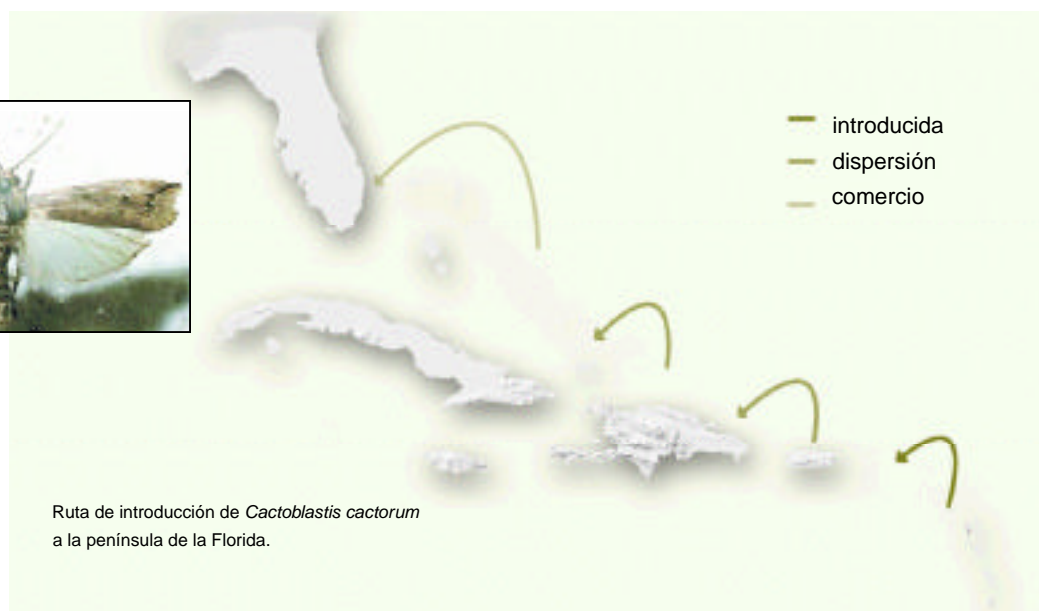 introducida
dispersión
comercio
Ruta de introducción de Cactoblastis cactorum
a la península de la Florida.